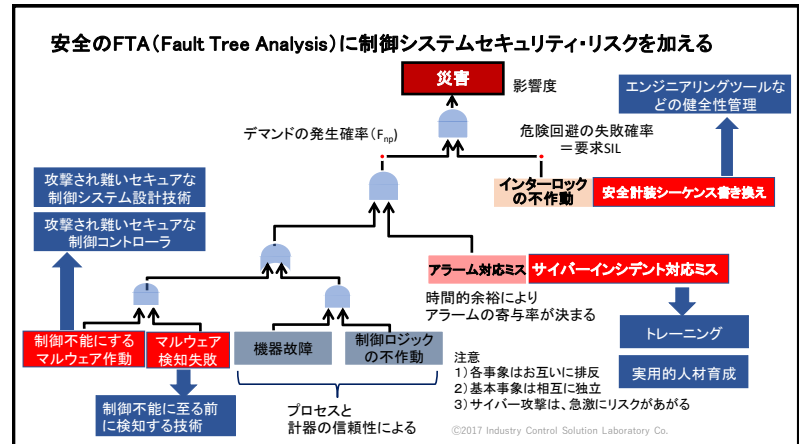 安全のFTA(Fault Tree Analysis)に制御システムセキュリティ・リスクを加える
災害
影響度
エンジニアリングツールな
どの健全性管理
デマンドの発生確率(Fnp)
危険回避の失敗確率
=要求SIL
攻撃され難いセキュアな
制御システム設計技術
インターロック
の不作動
安全計装シーケンス書き換え
攻撃され難いセキュアな
制御コントローラ
アラーム対応ミス
サイバーインシデント対応ミス
時間的余裕により
アラームの寄与率が決まる
制御不能にする
マルウェア作動
マルウェア
検知失敗
機器故障
制御ロジック
の不作動
トレーニング
実用的人材育成
注意
1)各事象はお互いに排反
2)基本事象は相互に独立
3)サイバー攻撃は、急激にリスクがあがる
制御不能に至る前
に検知する技術
プロセスと
計器の信頼性による
©2017 Industry Control Solution Laboratory Co.